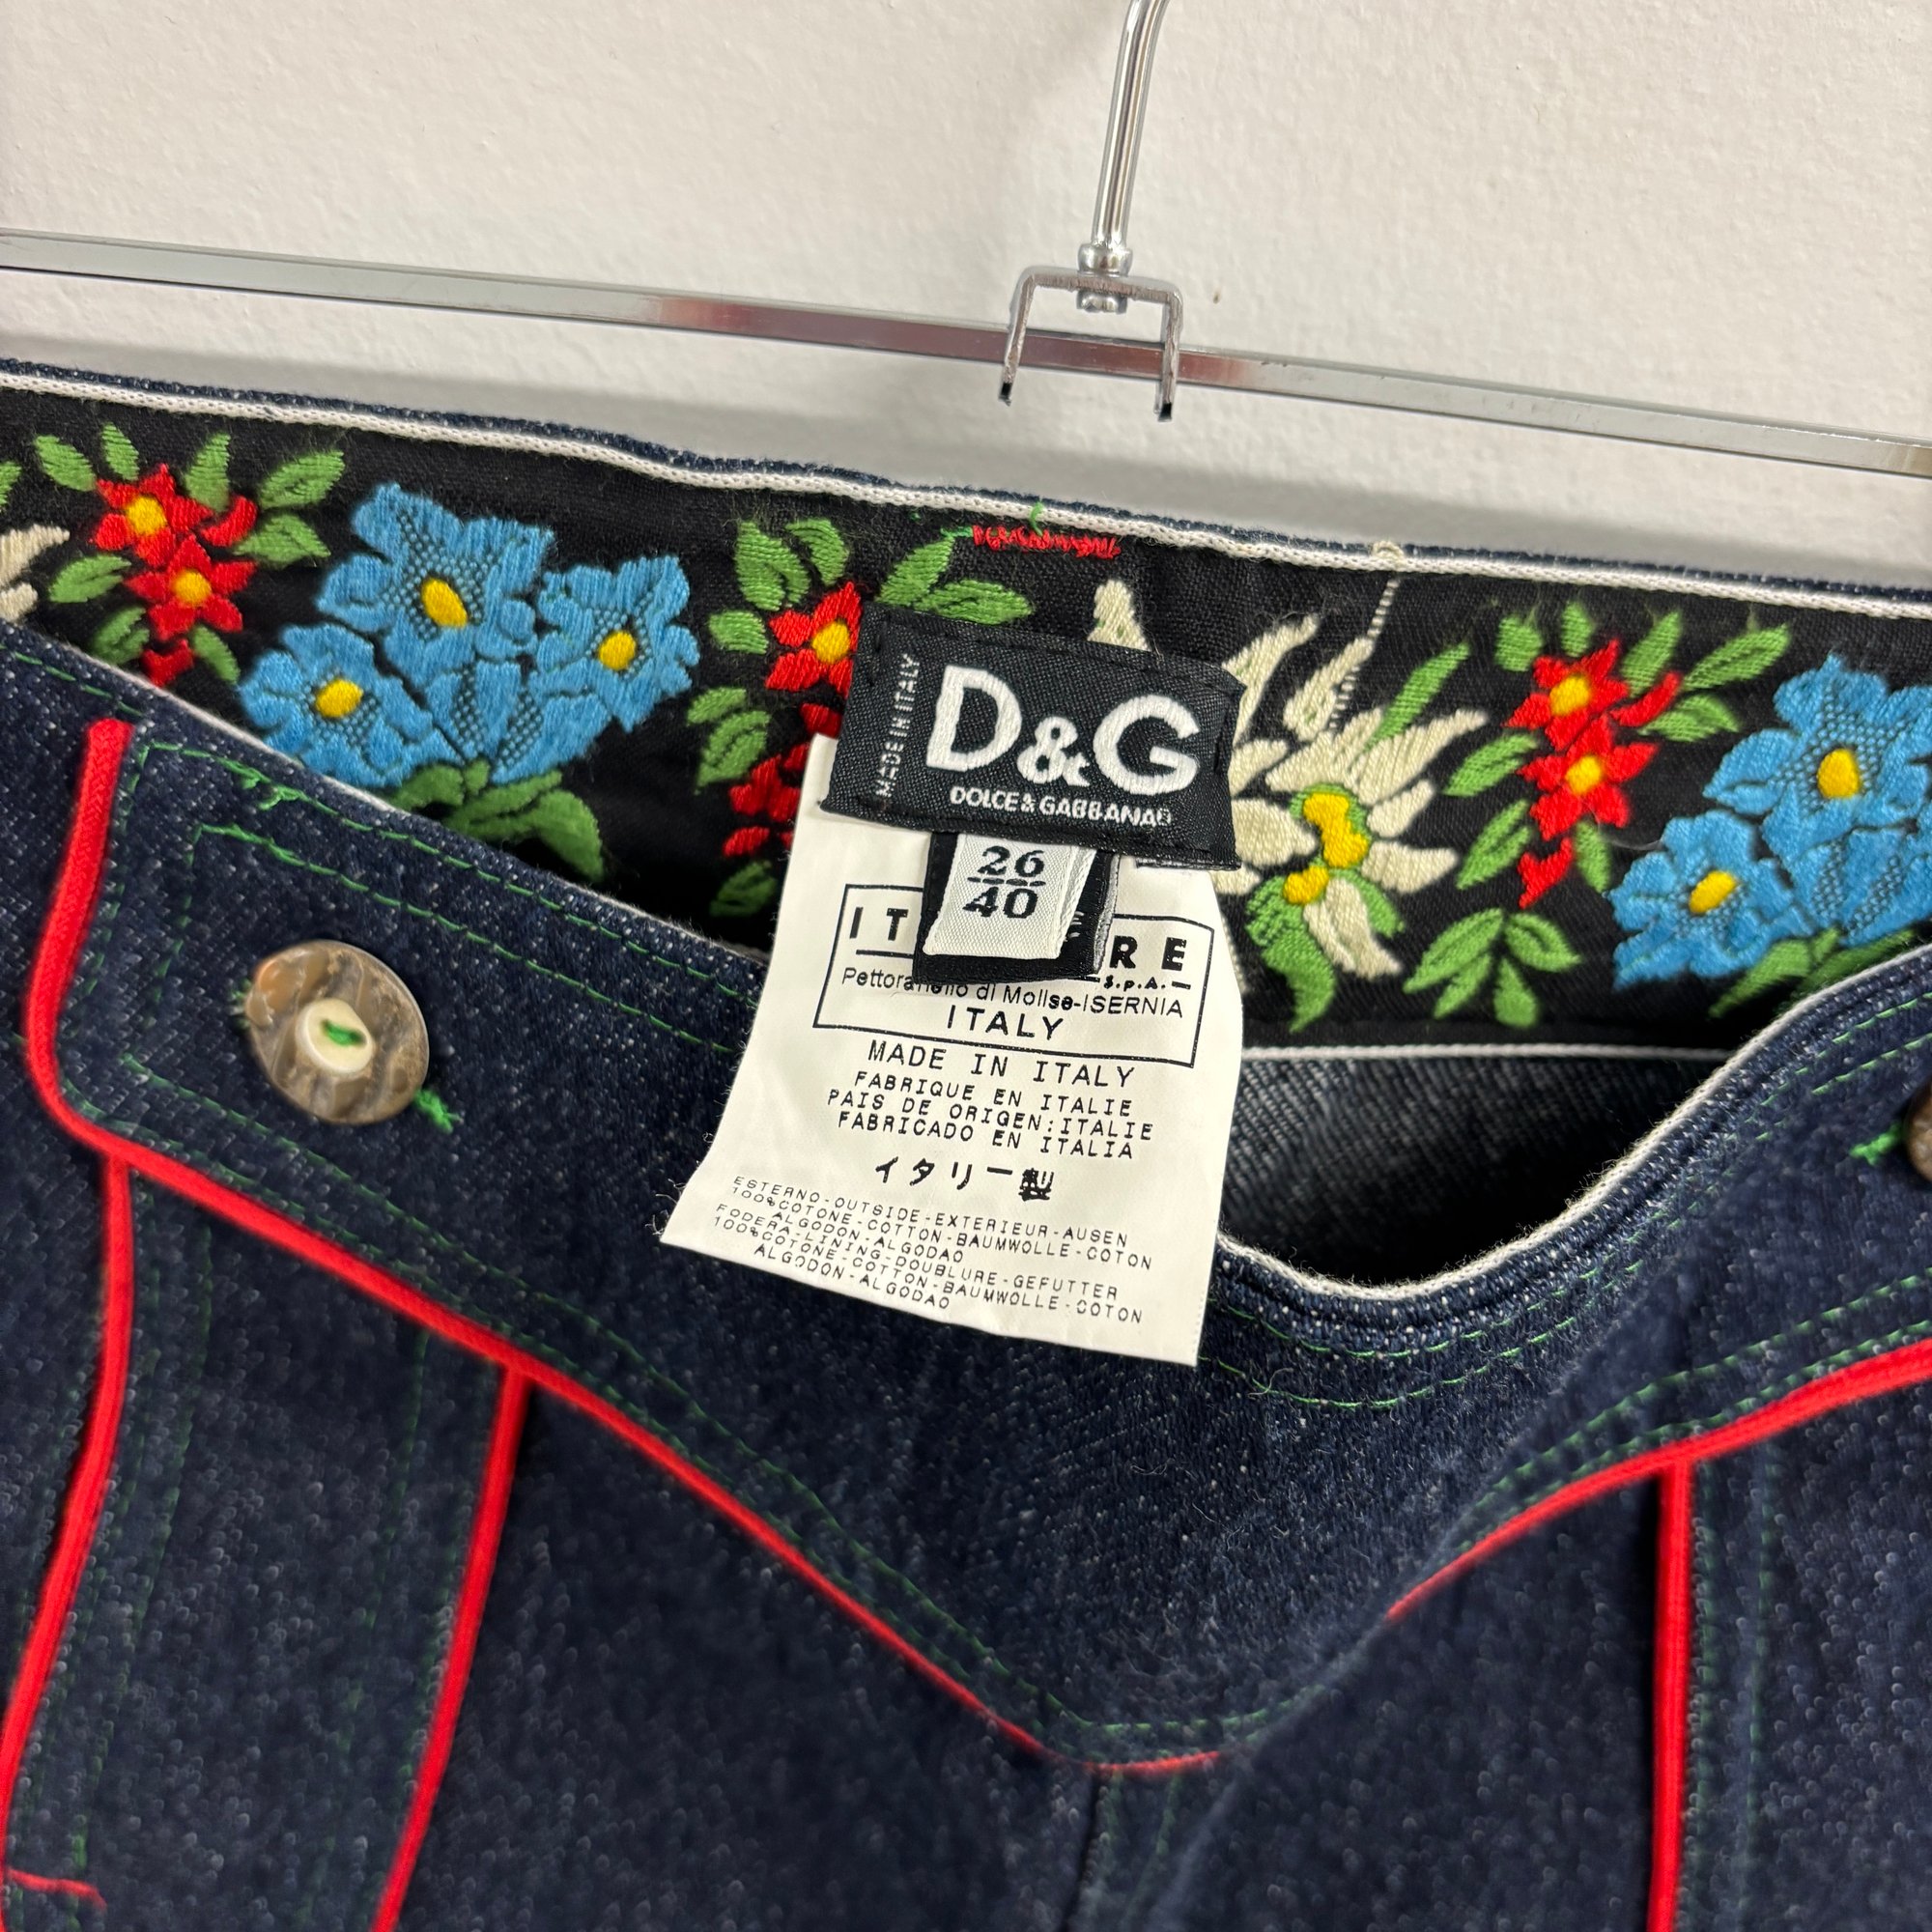 MADE IN ITALY
D&G
DOLCE & GABBANA
26
40
IT RE
S.p.A.
Pettoranello di Molise-ISERNIA
ITALY
MADE IN ITALY
FABRIQUE EN ITALIE
PAIS DE ORIGEN:ITALIE
FABRICADO EN ITALIA
イタリー製
ESTERNO-OUTSIDE-EXTERIEUR-AUSEN
100%COTONE-COTTON-BAUMWOLLE-COTON
ALGODON-ALGODAO
FODERA-LINING-DOUBLURE-GEFUTTER
100%COTONE-COTTON-BAUMWOLLE-COTON
ALGODON-ALGODAO